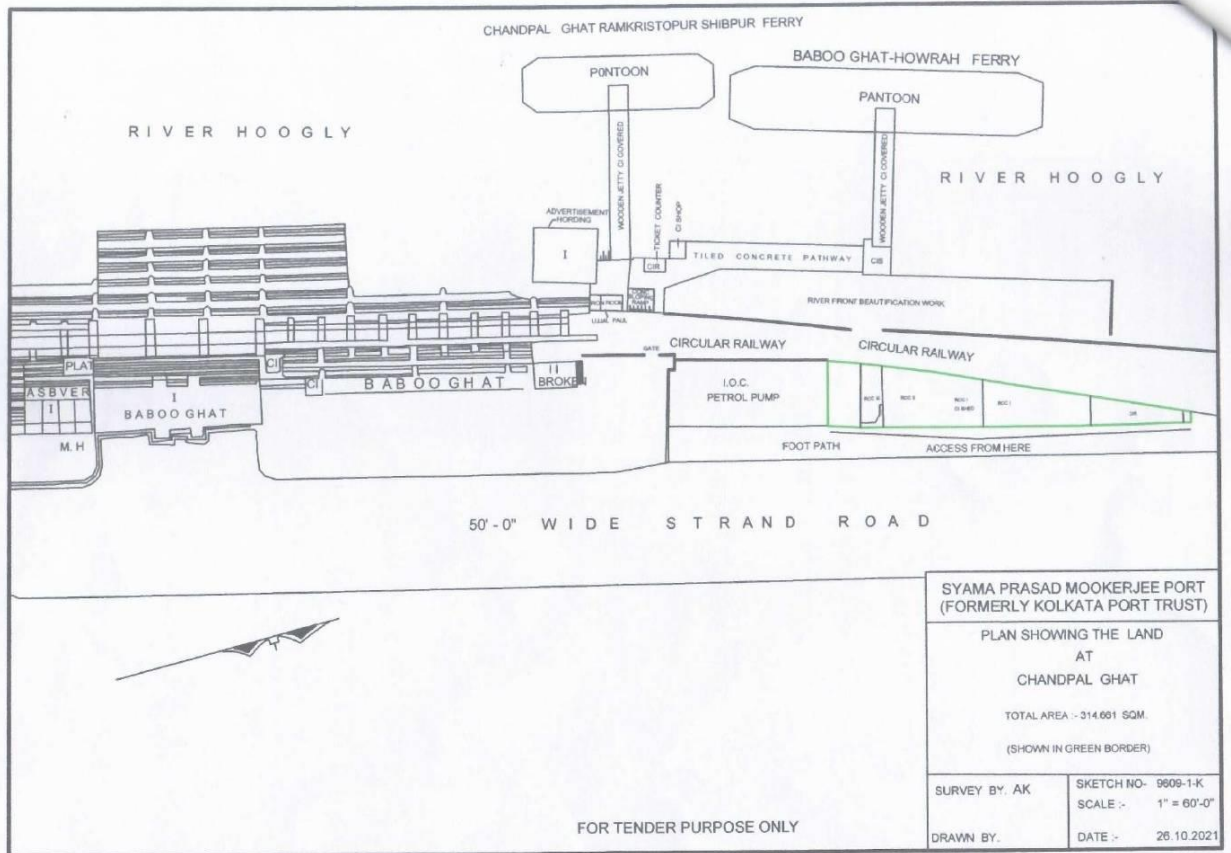 CHANDPAL GHAT RAMKRISTOPUR SHIBPUR FERRY
PONTOON
BABOO GHAT-HOWRAH FERRY
PANTOON
RIVER HOOGLY
RIVER HOOGLY
WOODEN JETTY CI COVERED
WOODEN JETTY CI COVERED
ADVERTISEMENT
HORDING
I
TICKET COUNTER
CI SHOP
CIR
TILED CONCRETE PATHWAY
CIS
RIVER FRONT BEAUTIFICATION WORK
GATE
CIRCULAR RAILWAY
CIRCULAR RAILWAY
PLAT
CI
CI
BABOO GHAT
II
BROKEN
ASBVER
I
I
BABOO GHAT
M.H
I.O.C.
PETROL PUMP
FOOT PATH
ACCESS FROM HERE
50'-0" WIDE STRAND ROAD
SYAMA PRASAD MOOKERJEE PORT
(FORMERLY KOLKATA PORT TRUST)
PLAN SHOWING THE LAND
AT
CHANDPAL GHAT
TOTAL AREA :- 314.661 SQM.
(SHOWN IN GREEN BORDER)
SURVEY BY. AK
DRAWN BY.
SKETCH NO- 9609-1-K
SCALE :- 1" = 60'-0"
DATE :- 26.10.2021
FOR TENDER PURPOSE ONLY